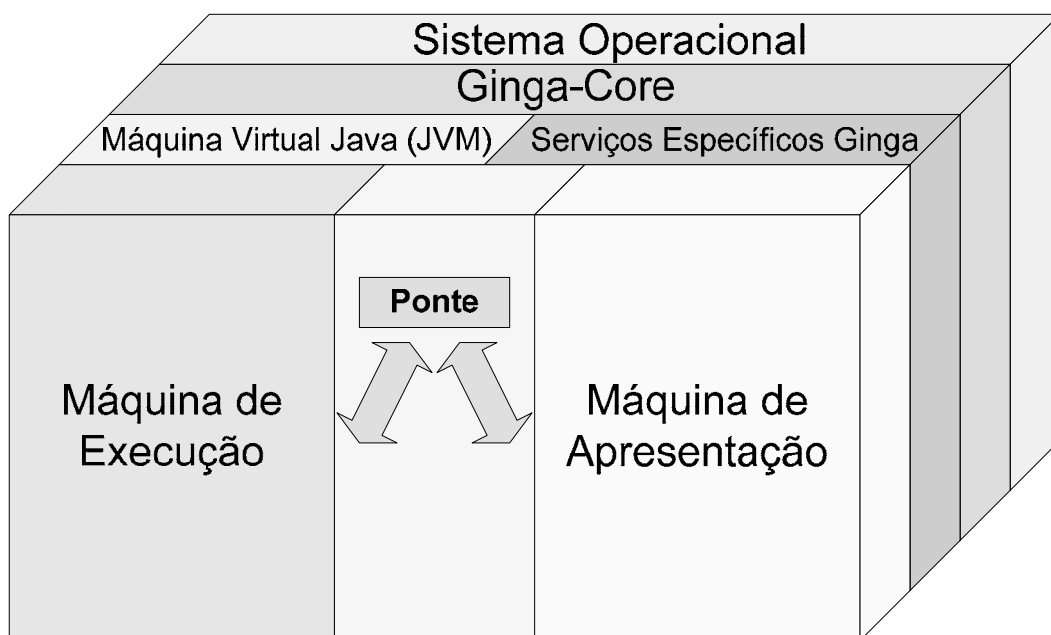 Sistema Operacional
Ginga-Core
Máquina Virtual Java (JVM)
Serviços Específicos Ginga
Ponte
Máquina de
Execução
Máquina de
Apresentação